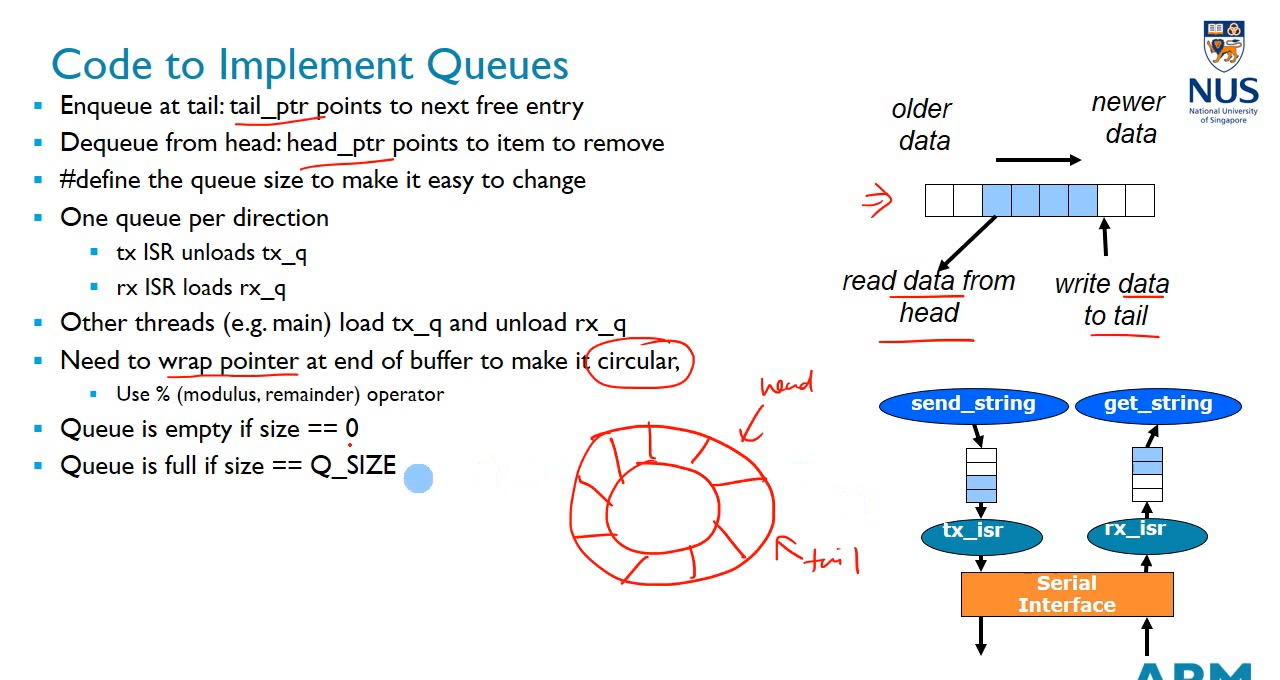 Code to Implement Queues
Enqueue at tail: tail_ptr points to next free entry
Dequeue from head: head_ptr points to item to remove
#define the queue size to make it easy to change
One queue per direction
tx ISR unloads tx_q
rx ISR loads rx_q
Other threads (e.g. main) load tx_q and unload rx_q
Need to wrap pointer at end of buffer to make it circular,
Use % (modulus, remainder) operator
Queue is empty if size == 0
Queue is full if size == Q_SIZE
head
tail
older
data
newer
data
read data from
head
write data
to tail
send_string
get_string
tx_isr
rx_isr
Serial
Interface
NUS
National University
of Singapore
ARM